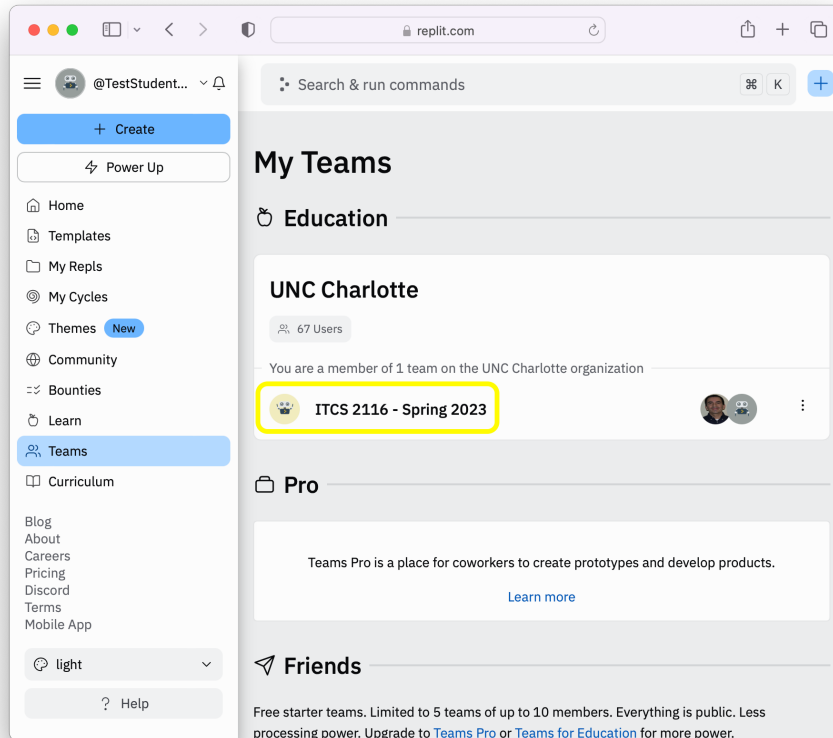 replit.com
@TestStudent...
Search & run commands
⌘ K
+ Create
Power Up
Home
Templates
My Repls
My Cycles
Themes New
Community
Bounties
Learn
Teams
Curriculum
Blog
About
Careers
Pricing
Discord
Terms
Mobile App
light
? Help
My Teams
Education
UNC Charlotte
67 Users
You are a member of 1 team on the UNC Charlotte organization
ITCS 2116 - Spring 2023
Pro
Teams Pro is a place for coworkers to create prototypes and develop products.
Learn more
Friends
Free starter teams. Limited to 5 teams of up to 10 members. Everything is public. Less
processing power. Upgrade to Teams Pro or Teams for Education for more power.